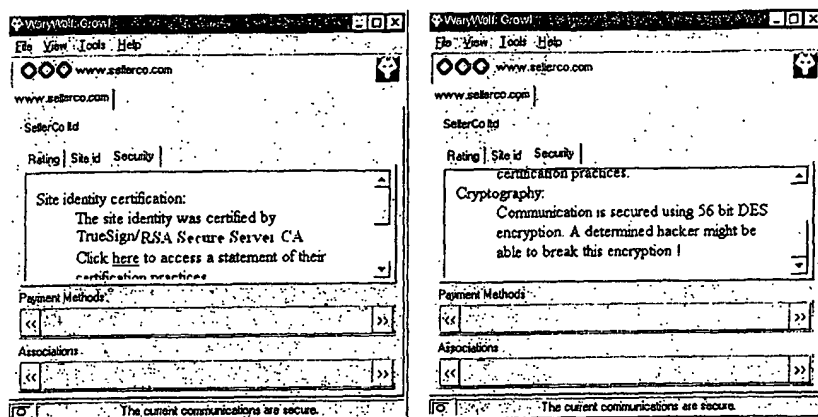 WaryWolf: Growl
File View Tools Help
www.sellerco.com
www.sellerco.com
SellerCo ltd
Rating Site id Security
Site identity certification:
The site identity was certified by
TrueSign/RSA Secure Server CA
Click here to access a statement of their
certification practices
Payment Methods
<< >>
Associations
<< >>
The current communications are secure.
WaryWolf: Growl
File View Tools Help
www.sellerco.com
www.sellerco.com
SellerCo ltd
Rating Site id Security
certification practices.
Cryptography:
Communication is secured using 56 bit DES
encryption. A determined hacker might be
able to break this encryption !
Payment Methods
<< >>
Associations
<< >>
The current communications are secure.